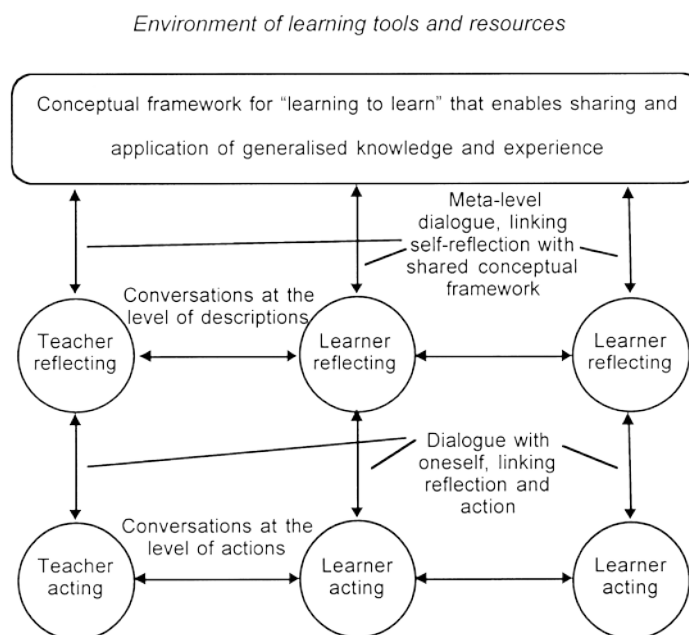 Environment of learning tools and resources
Conceptual framework for “learning to learn” that enables sharing and
application of generalised knowledge and experience
Meta-level
dialogue, linking
self-reflection with
shared conceptual
framework
Conversations at the
level of descriptions
Teacher
reflecting
Learner
reflecting
Learner
reflecting
Dialogue with
oneself, linking
reflection and
action
Conversations at the
level of actions
Teacher
acting
Learner
acting
Learner
acting